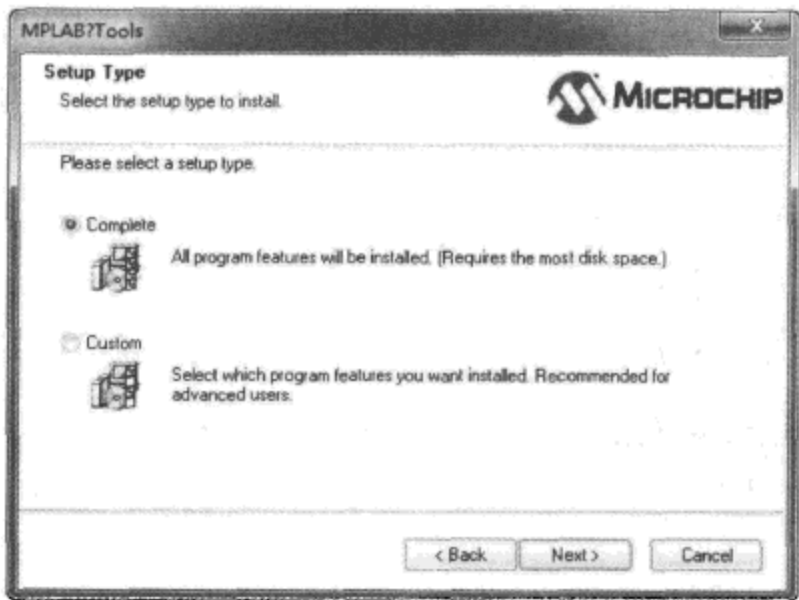 MPLAB?Tools
Setup Type
Select the setup type to install.
MICROCHIP
Please select a setup type.
Complete
All program features will be installed. (Requires the most disk space.)
Custom
Select which program features you want installed. Recommended for
advanced users.
< Back
Next >
Cancel